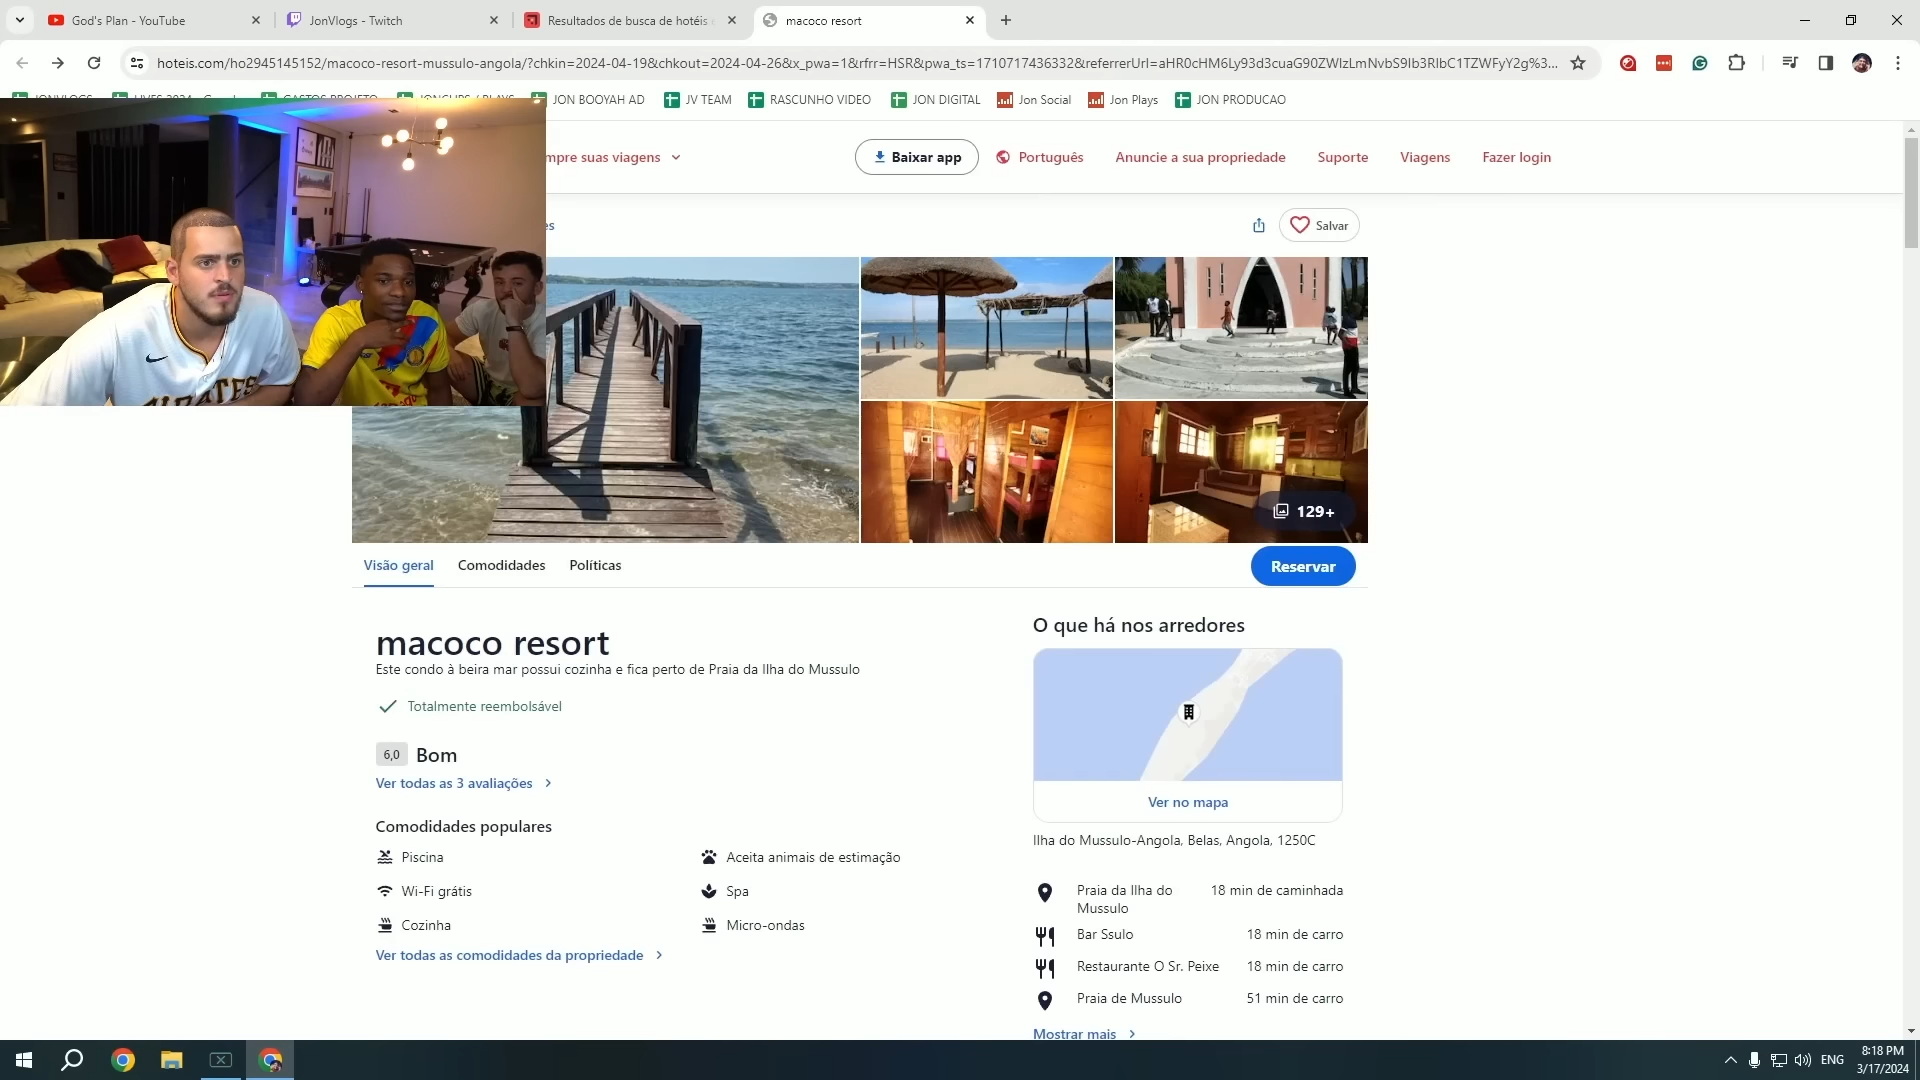 God's Plan - YouTube
JonVlogs - Twitch
Resultados de busca de hotéis
macoco resort
hoteis.com/ho2945145152/macoco-resort-mussulo-angola/?chkin=2024-04-19&chkout=2024-04-26&x_pwa=1&rfrr=HSR&pwa_ts=1710717436332&referrerUrl=aHR0cHM6Ly93d3cuaG90ZWlzLmNvbS9Ib3RlbC1TZWFyY2g%3...
JON BOOYAH AD
JV TEAM
RASCUNHO VIDEO
JON DIGITAL
Jon Social
Jon Plays
JON PRODUCAO
mpre suas viagens
Baixar app
Português
Anuncie a sua propriedade
Suporte
Viagens
Fazer login
es
Salvar
129+
Visão geral
Comodidades
Políticas
Reservar
macoco resort
Este condo à beira mar possui cozinha e fica perto de Praia da Ilha do Mussulo
Totalmente reembolsável
6,0 Bom
Ver todas as 3 avaliações
Comodidades populares
Piscina
Aceita animais de estimação
Wi-Fi grátis
Spa
Cozinha
Micro-ondas
Ver todas as comodidades da propriedade
O que há nos arredores
Ver no mapa
Ilha do Mussulo-Angola, Belas, Angola, 1250C
Praia da Ilha do Mussulo 18 min de caminhada
Bar Ssulo 18 min de carro
Restaurante O Sr. Peixe 18 min de carro
Praia de Mussulo 51 min de carro
Mostrar mais
ENG
8:18 PM
3/17/2024